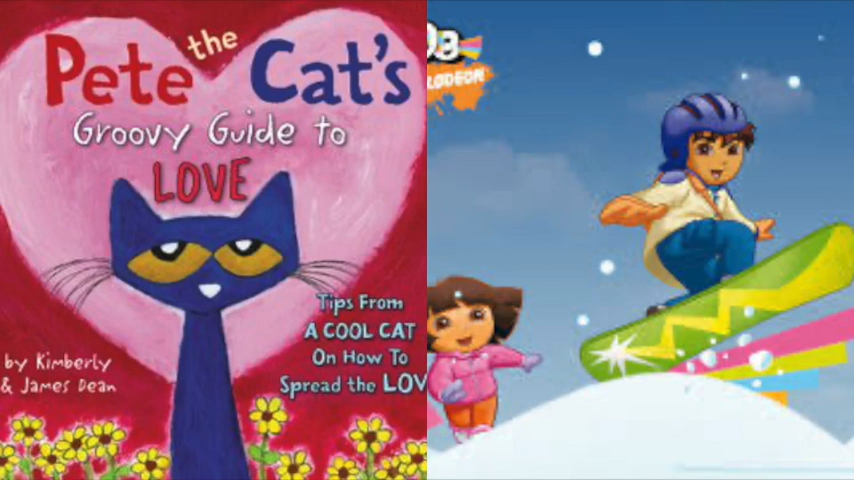 Pete the Cat's
Groovy Guide to
LOVE
Tips From
A COOL CAT
On How To
Spread the LOV
by Kimberly
& James Dean